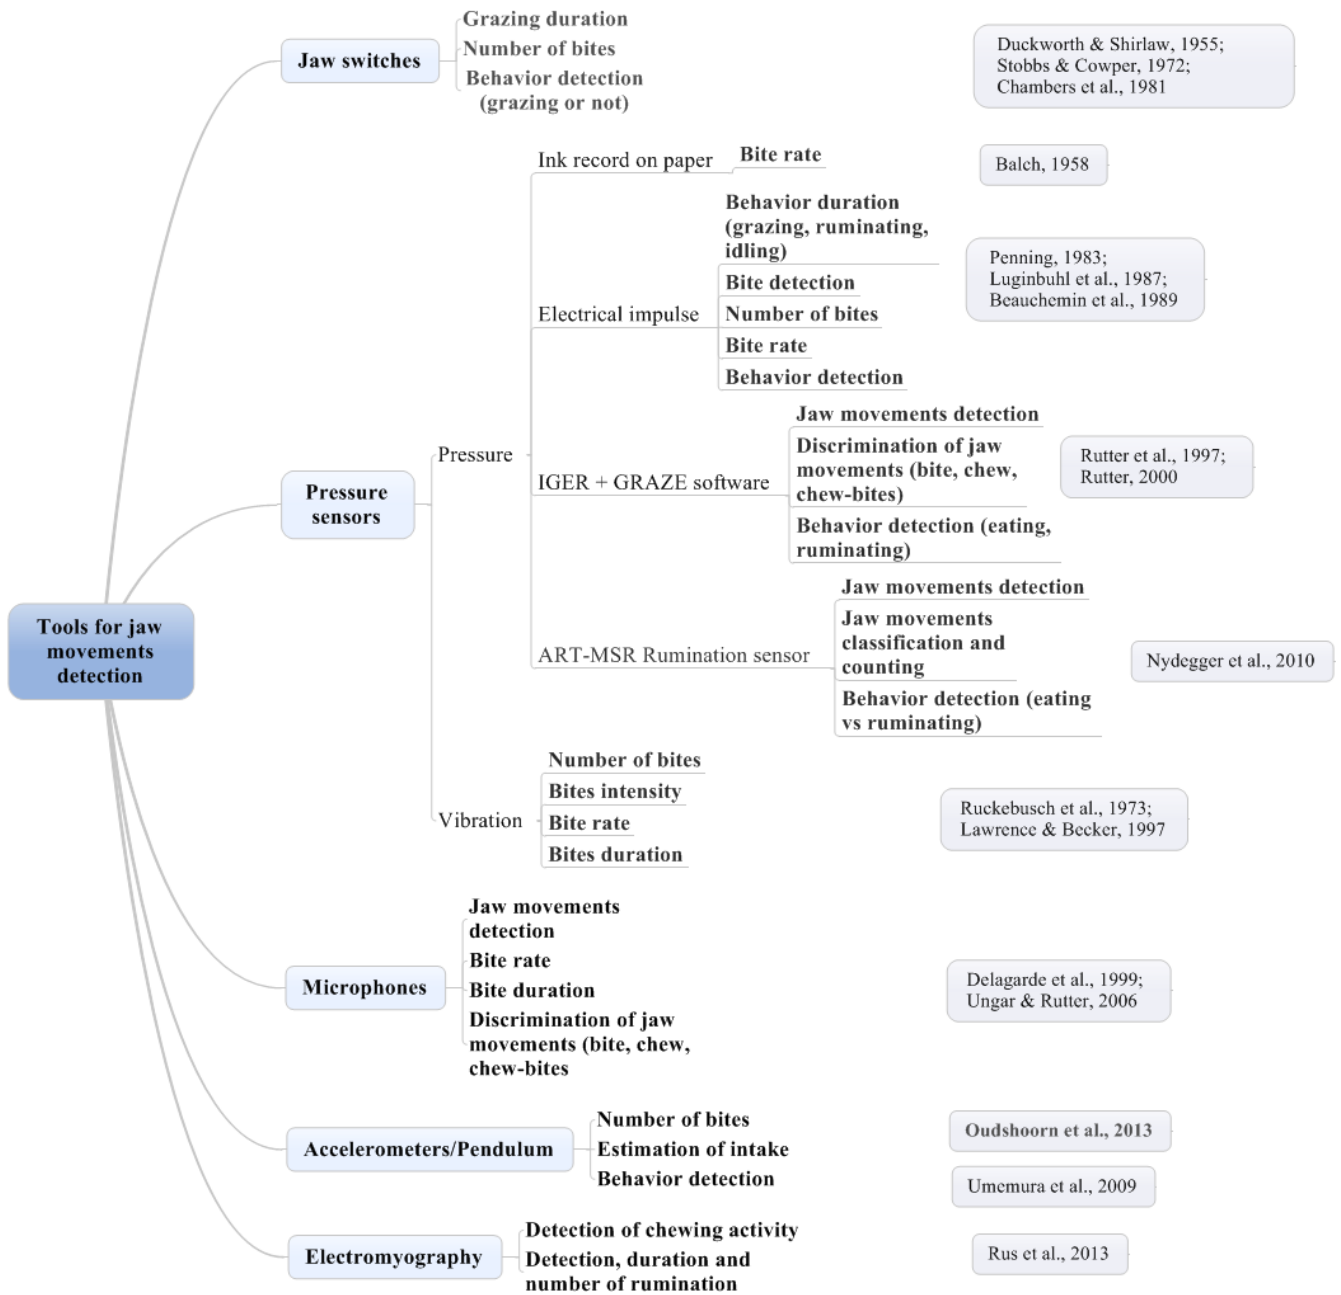 Tools for jaw
movements
detection
Jaw switches
Grazing duration
Number of bites
Behavior detection
(grazing or not)
Duckworth & Shirlaw, 1955;
Stobbs & Cowper, 1972;
Chambers et al., 1981
Pressure
sensors
Pressure
Ink record on paper
Bite rate
Balch, 1958
Electrical impulse
Behavior duration
(grazing, ruminating,
idling)
Bite detection
Number of bites
Bite rate
Behavior detection
Penning, 1983;
Luginbuhl et al., 1987;
Beauchemin et al., 1989
IGER + GRAZE software
Jaw movements detection
Discrimination of jaw
movements (bite, chew,
chew-bites)
Behavior detection (eating,
ruminating)
Rutter et al., 1997;
Rutter, 2000
ART-MSR Rumination sensor
Jaw movements detection
Jaw movements
classification and
counting
Behavior detection (eating
vs ruminating)
Nydegger et al., 2010
Vibration
Number of bites
Bites intensity
Bite rate
Bites duration
Ruckebusch et al., 1973;
Lawrence & Becker, 1997
Microphones
Jaw movements
detection
Bite rate
Bite duration
Discrimination of jaw
movements (bite, chew,
chew-bites
Delagarde et al., 1999;
Ungar & Rutter, 2006
Accelerometers/Pendulum
Number of bites
Estimation of intake
Behavior detection
Oudshoorn et al., 2013
Umemura et al., 2009
Electromyography
Detection of chewing activity
Detection, duration and
number of rumination
Rus et al., 2013